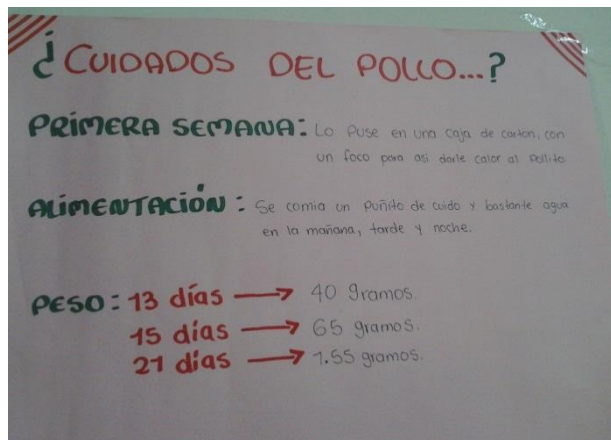 ¿CUIDADOS DEL POLLO...?
PRIMERA SEMANA: Lo puse en una caja de carton, con
un foco para asi darle calor al pollito
ALIMENTACIÓN: Se comia un puñito de cuido y bastante agua
en la mañana, tarde y noche.
PESO: 13 días → 40 gramos.
15 días → 65 gramos.
21 días → 1.55 gramos.